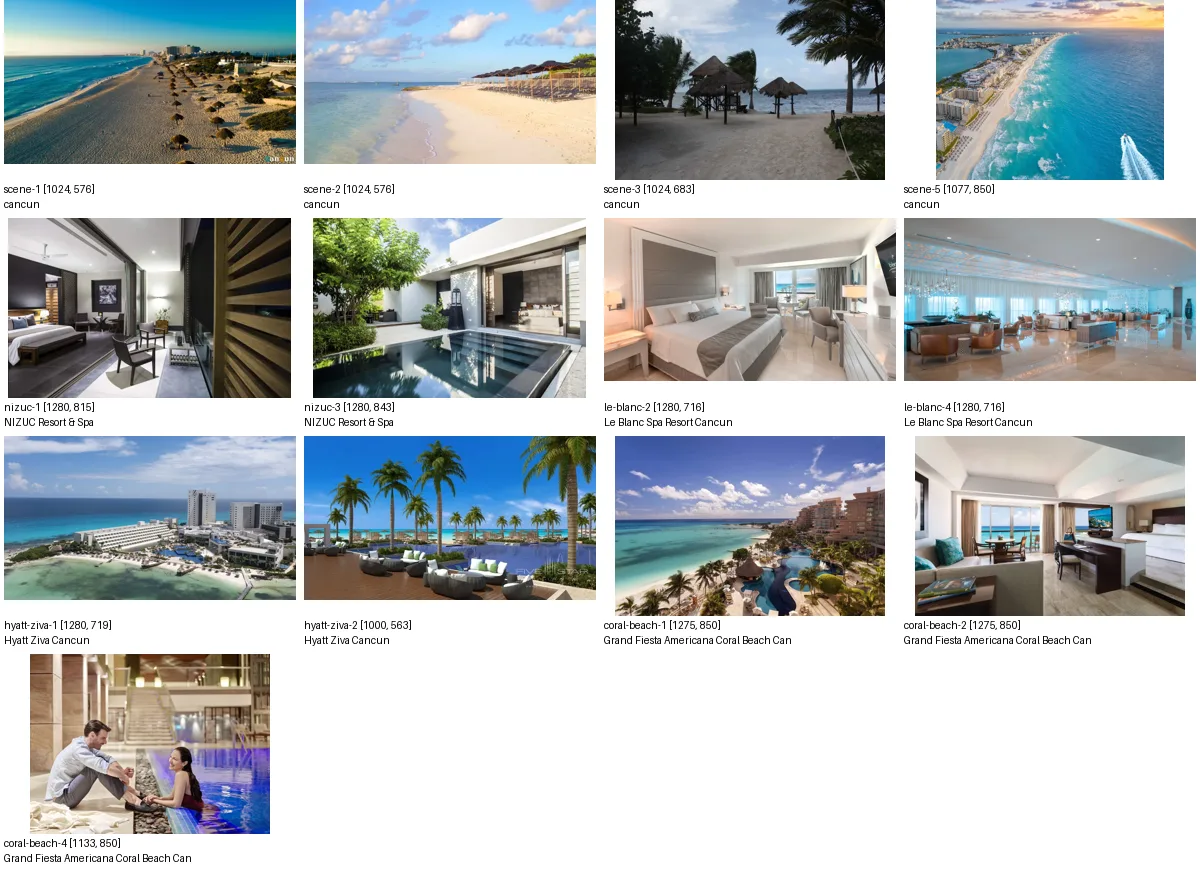 scene-1 [1024, 576]
cancun
scene-2 [1024, 576]
cancun
scene-3 [1024, 683]
cancun
scene-5 [1077, 850]
cancun
nizuc-1 [1280, 815]
NIZUC Resort & Spa
nizuc-3 [1280, 843]
NIZUC Resort & Spa
le-blanc-2 [1280, 716]
Le Blanc Spa Resort Cancun
le-blanc-4 [1280, 716]
Le Blanc Spa Resort Cancun
hyatt-ziva-1 [1280, 719]
Hyatt Ziva Cancun
hyatt-ziva-2 [1000, 563]
Hyatt Ziva Cancun
coral-beach-1 [1275, 850]
Grand Fiesta Americana Coral Beach Can
coral-beach-2 [1275, 850]
Grand Fiesta Americana Coral Beach Can
coral-beach-4 [1133, 850]
Grand Fiesta Americana Coral Beach Can